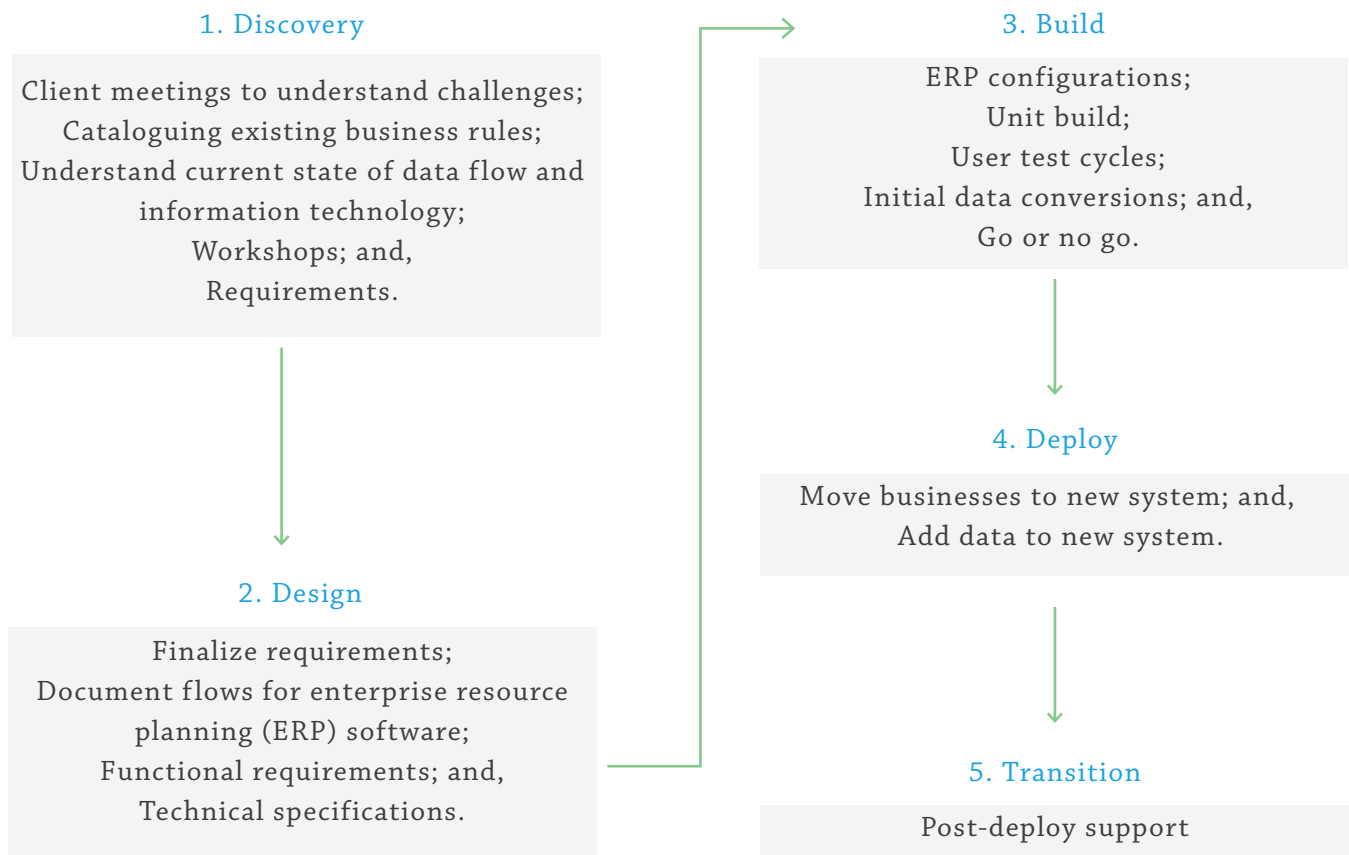 1. Discovery
Client meetings to understand challenges;
Cataloguing existing business rules;
Understand current state of data flow and
information technology;
Workshops; and,
Requirements.
2. Design
Finalize requirements;
Document flows for enterprise resource
planning (ERP) software;
Functional requirements; and,
Technical specifications.
3. Build
ERP configurations;
Unit build;
User test cycles;
Initial data conversions; and,
Go or no go.
4. Deploy
Move businesses to new system; and,
Add data to new system.
5. Transition
Post-deploy support